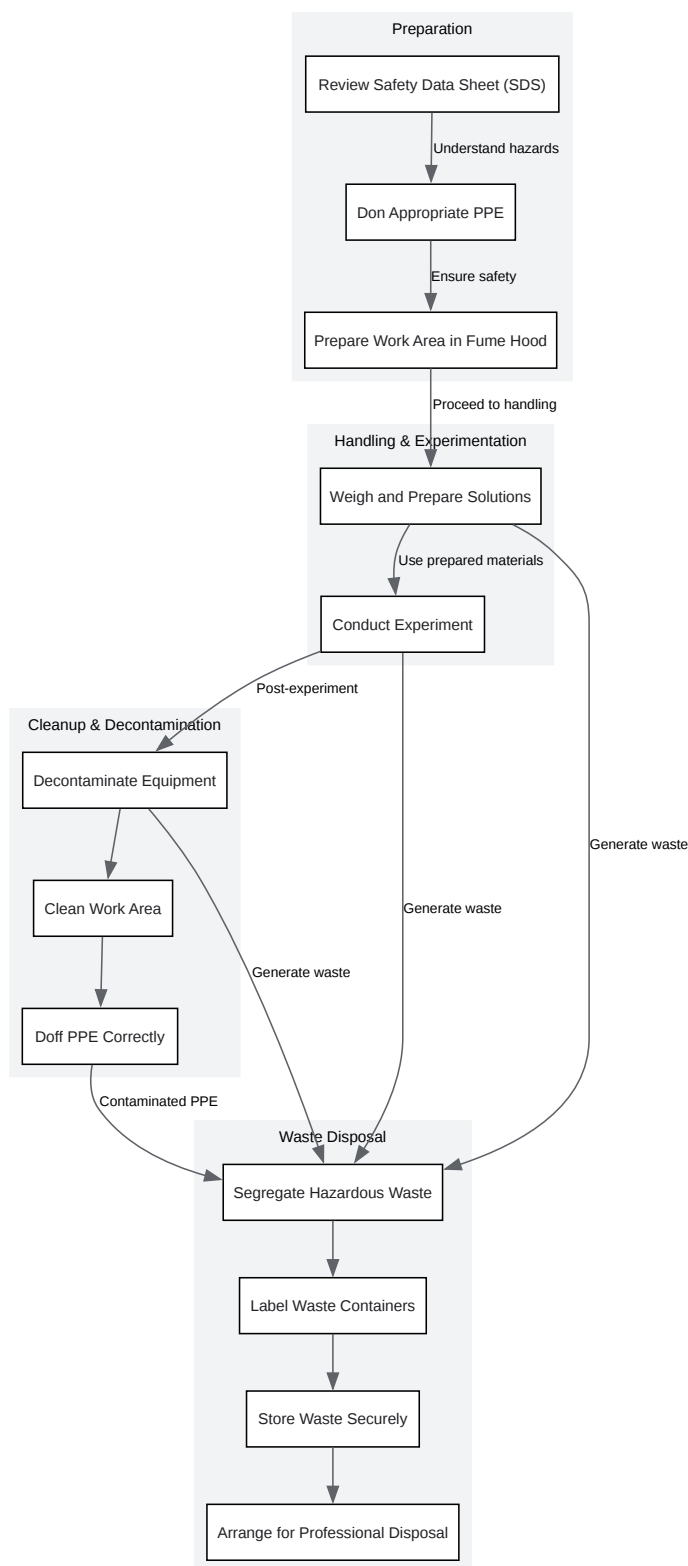 Preparation
Review Safety Data Sheet (SDS)
Understand hazards
Don Appropriate PPE
Ensure safety
Prepare Work Area in Fume Hood
Proceed to handling
Handling & Experimentation
Weigh and Prepare Solutions
Use prepared materials
Conduct Experiment
Post-experiment
Cleanup & Decontamination
Decontaminate Equipment
Generate waste
Clean Work Area
Generate waste
Generate waste
Doff PPE Correctly
Contaminated PPE
Waste Disposal
Segregate Hazardous Waste
Label Waste Containers
Store Waste Securely
Arrange for Professional Disposal